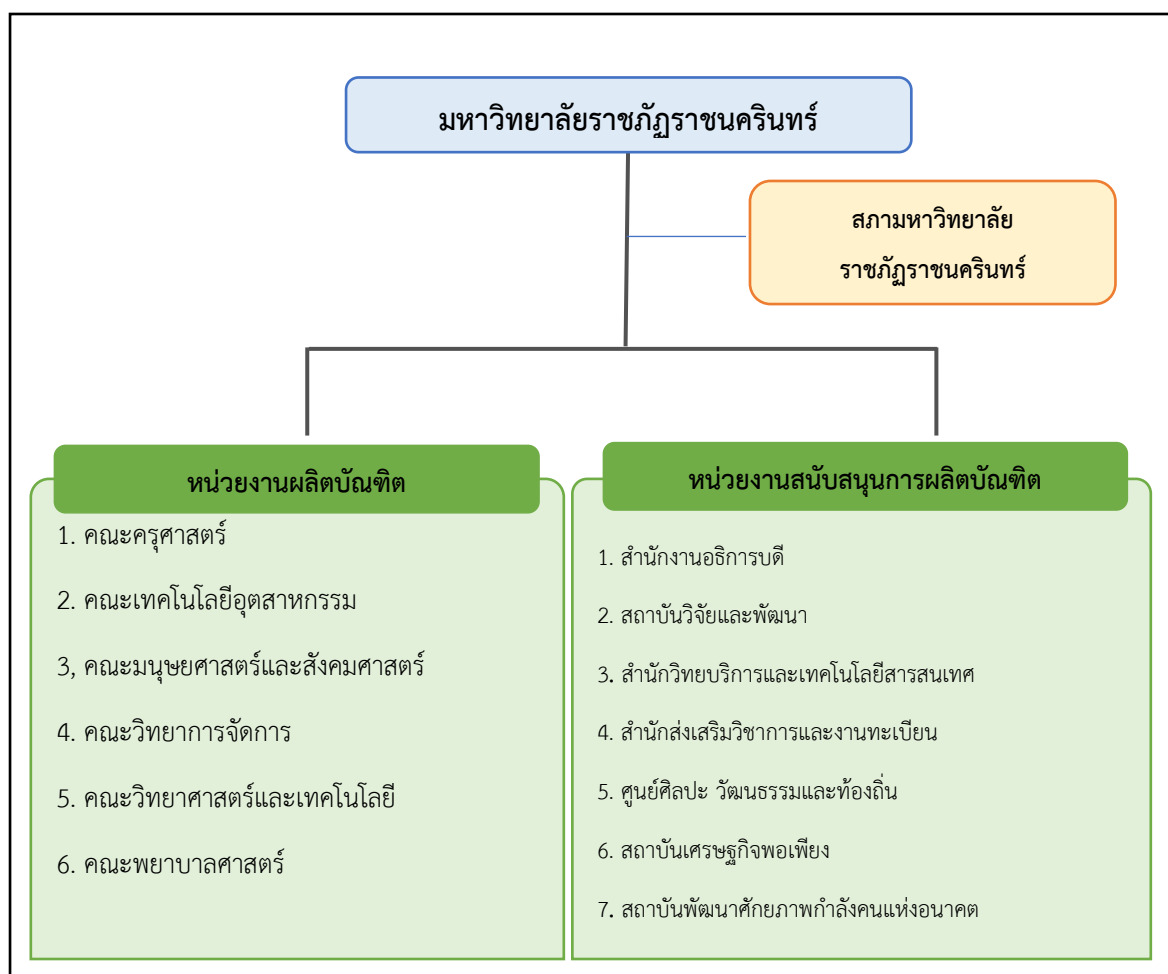 มหาวิทยาลัยราชภัฏราชนครินทร์
สภามหาวิทยาลัย
ราชภัฏราชนครินทร์
หน่วยงานผลิตบัณฑิต
1. คณะครุศาสตร์
2. คณะเทคโนโลยีอุตสาหกรรม
3, คณะมนุษยศาสตร์และสังคมศาสตร์
4. คณะวิทยาการจัดการ
5. คณะวิทยาศาสตร์และเทคโนโลยี
6. คณะพยาบาลศาสตร์
หน่วยงานสนับสนุนการผลิตบัณฑิต
1. สำนักงานอธิการบดี
2. สถาบันวิจัยและพัฒนา
3. สำนักวิทยบริการและเทคโนโลยีสารสนเทศ
4. สำนักส่งเสริมวิชาการและงานทะเบียน
5. ศูนย์ศิลปะ วัฒนธรรมและท้องถิ่น
6. สถาบันเศรษฐกิจพอเพียง
7. สถาบันพัฒนาศักยภาพกำลังคนแห่งอนาคต